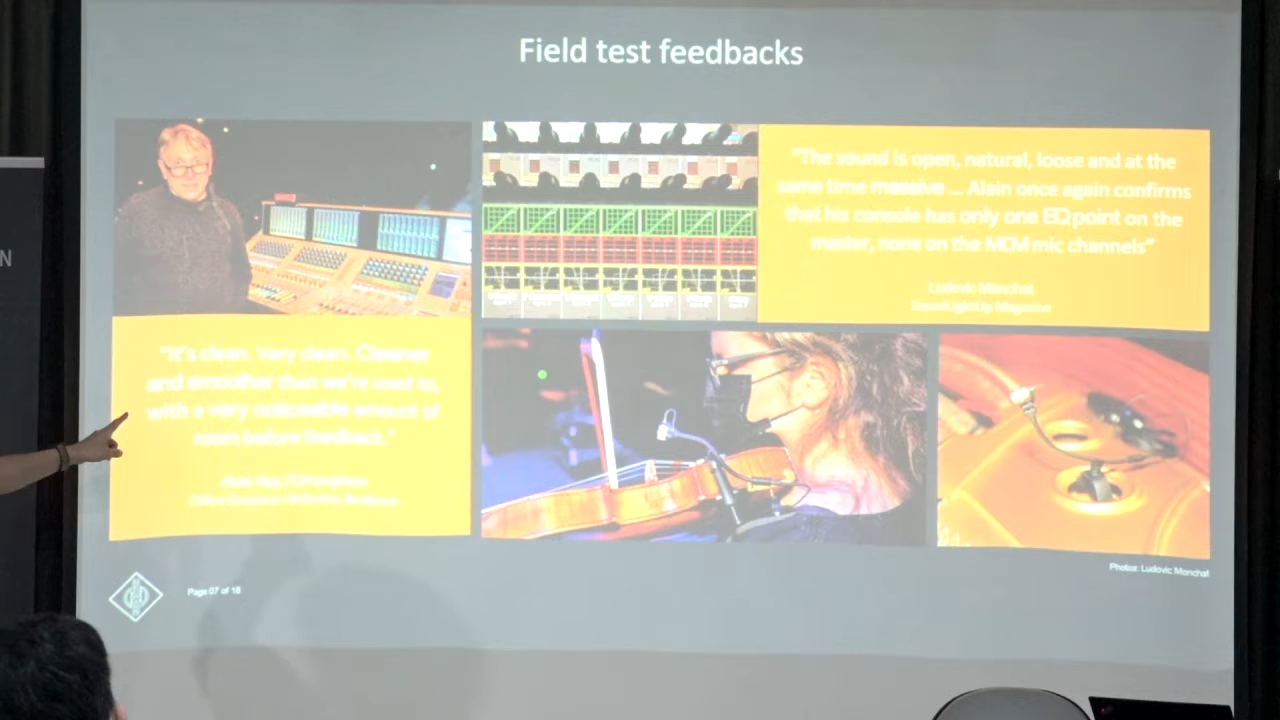 Field test feedbacks
"The sound is open, natural, loose and at the
same time massive ... Alain once again confirms
that his console has only one EQ point on the
master, none on the MCM mic channels"
Ludovic Monchat
SoundLightUp Magazine
"It's clean. Very clean. Cleaner
and smoother than we're used to,
with a very noticeable amount of
room before feedback."
Photos: Ludovic Monchat
Page 07 of 18
N